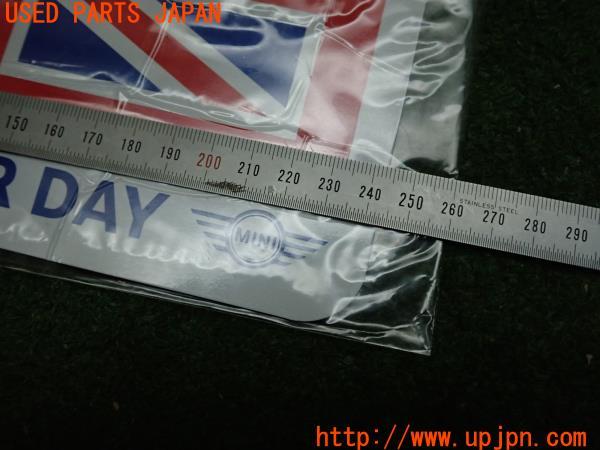 USED PARTS JAPAN
150 160 170 180 190 200 210 220 230 240 250 260 270 280 290
STAINLESS STEEL
R DAY
MINI
http://www.upjpn.com